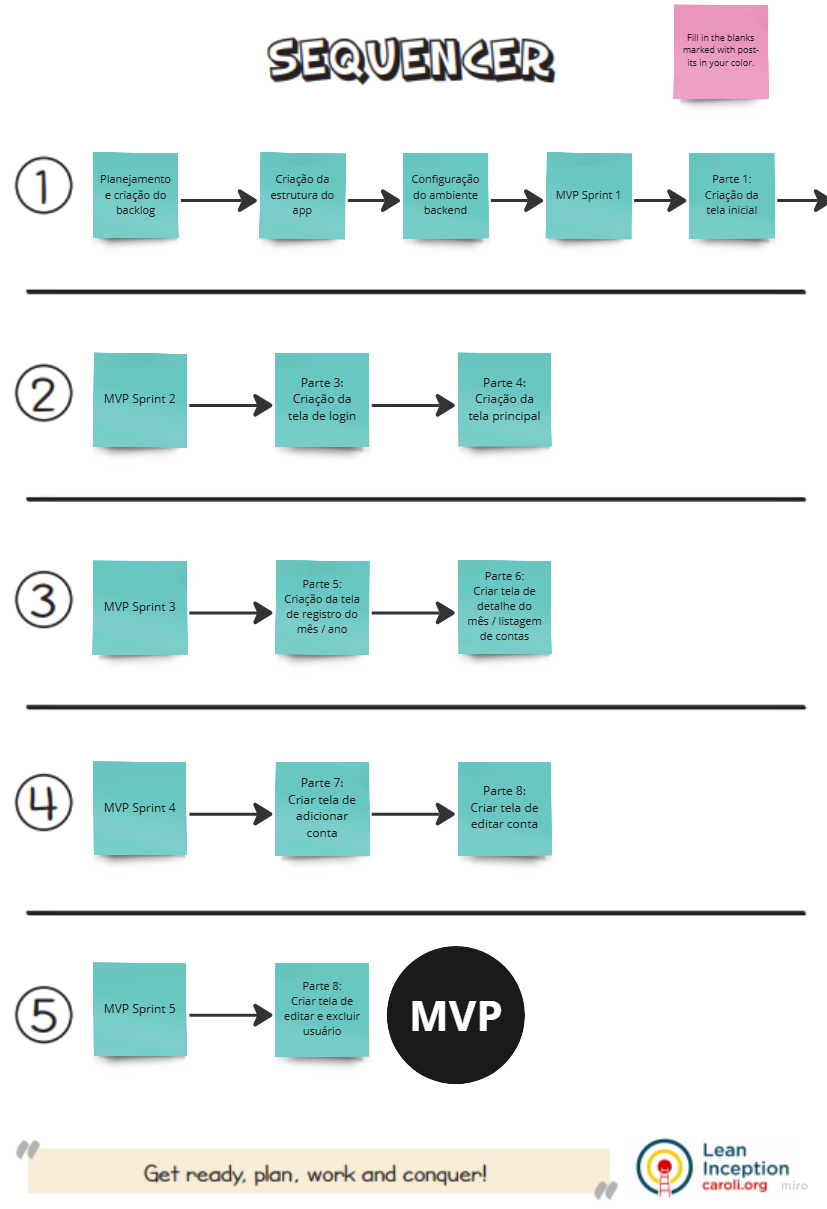 SEQUENCER
Fill in the blanks
marked with post-
its in your color.
1
Planejamento
e criação do
backlog
Criação da
estrutura do
app
Configuração
do ambiente
backend
MVP Sprint 1
Parte 1:
Criação da
tela inicial
2
MVP Sprint 2
Parte 3:
Criação da
tela de login
Parte 4:
Criação da
tela principal
3
MVP Sprint 3
Parte 5:
Criação da tela
de registro do
mês / ano
Parte 6:
Criar tela de
detalhe do
mês / listagem
de contas
4
MVP Sprint 4
Parte 7:
Criar tela de
adicionar
conta
Parte 8:
Criar tela de
editar conta
5
MVP Sprint 5
Parte 8:
Criar tela de
editar e excluir
usuário
MVP
"Get ready, plan, work and conquer!"
Lean
Inception
caroli.org
miro